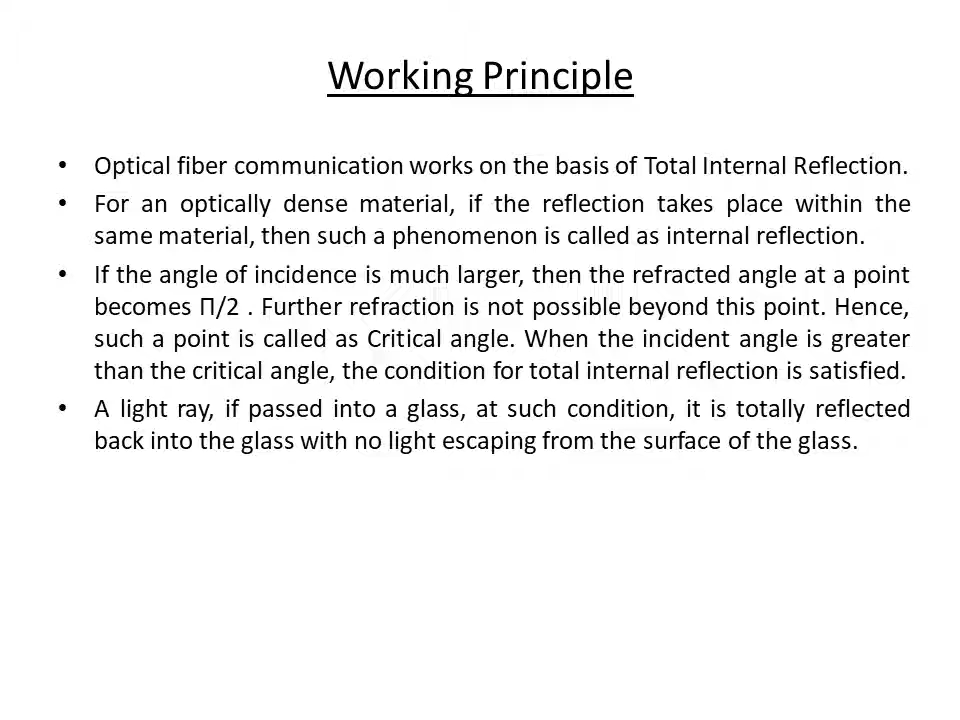 Working Principle
• Optical fiber communication works on the basis of Total Internal Reflection.
• For an optically dense material, if the reflection takes place within the
same material, then such a phenomenon is called as internal reflection.
• If the angle of incidence is much larger, then the refracted angle at a point
becomes Π/2 . Further refraction is not possible beyond this point. Hence,
such a point is called as Critical angle. When the incident angle is greater
than the critical angle, the condition for total internal reflection is satisfied.
• A light ray, if passed into a glass, at such condition, it is totally reflected
back into the glass with no light escaping from the surface of the glass.